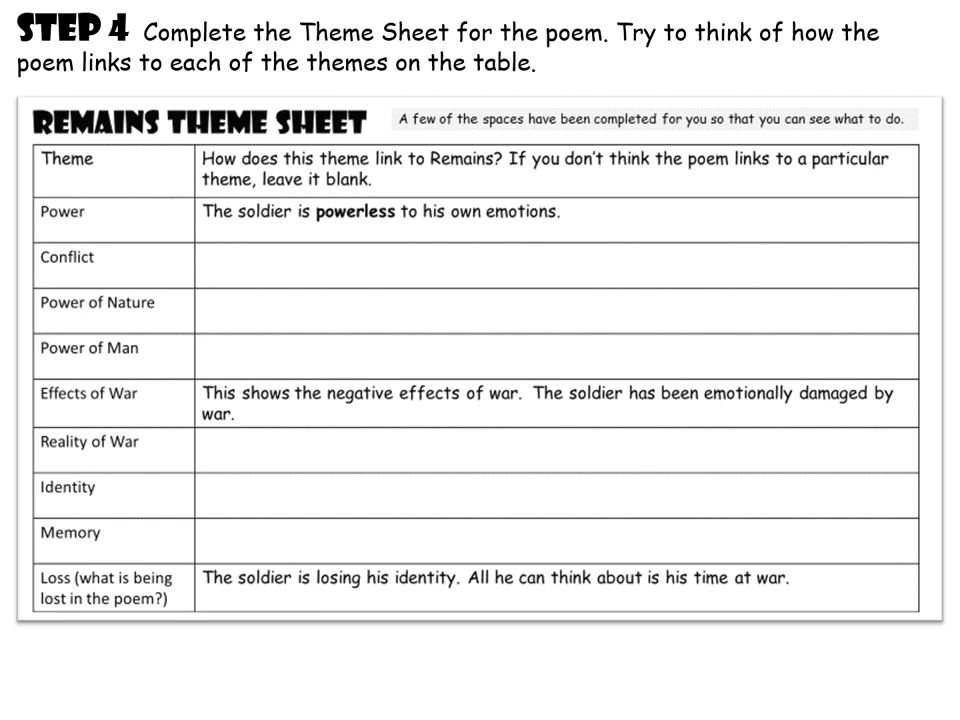 STEP 4 Complete the Theme Sheet for the poem. Try to think of how the
poem links to each of the themes on the table.
REMAINS THEME SHEET A few of the spaces have been completed for you so that you can see what to do.
Theme How does this theme link to Remains? If you don't think the poem links to a particular
theme, leave it blank.
Power The soldier is powerless to his own emotions.
Conflict
Power of Nature
Power of Man
Effects of War This shows the negative effects of war. The soldier has been emotionally damaged by
war.
Reality of War
Identity
Memory
Loss (what is being The soldier is losing his identity. All he can think about is his time at war.
lost in the poem?)